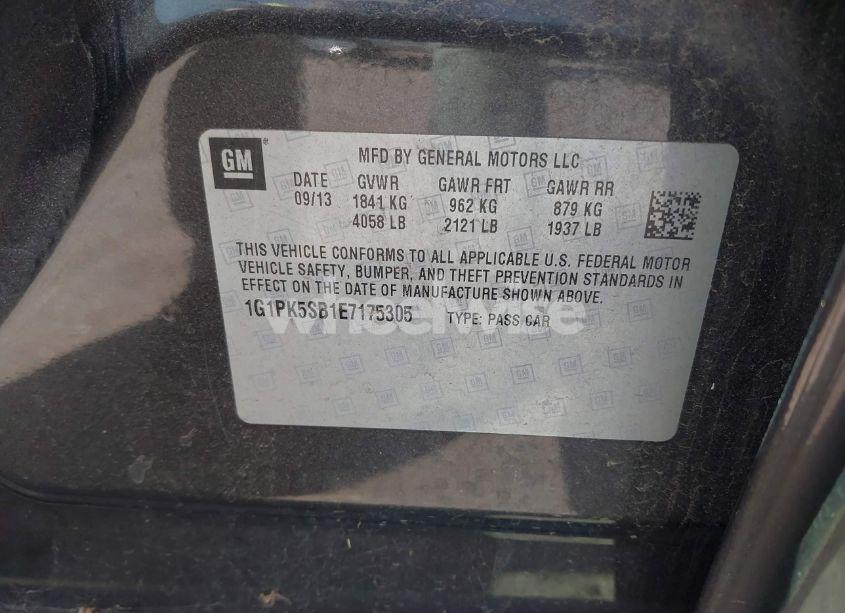 GM
MFD BY GENERAL MOTORS LLC
DATE GVWR GAWR FRT GAWR RR
09/13 1841 KG 962 KG 879 KG
4058 LB 2121 LB 1937 LB
THIS VEHICLE CONFORMS TO ALL APPLICABLE U.S. FEDERAL MOTOR
VEHICLE SAFETY, BUMPER, AND THEFT PREVENTION STANDARDS IN
EFFECT ON THE DATE OF MANUFACTURE SHOWN ABOVE.
1G1PK5SB1E7175305 TYPE: PASS CAR